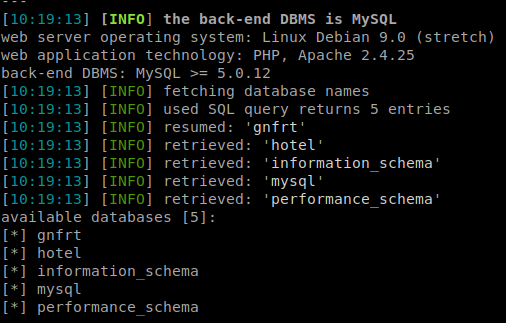 ---
[10:19:13] [INFO] the back-end DBMS is MySQL
web server operating system: Linux Debian 9.0 (stretch)
web application technology: PHP, Apache 2.4.25
back-end DBMS: MySQL >= 5.0.12
[10:19:13] [INFO] fetching database names
[10:19:13] [INFO] used SQL query returns 5 entries
[10:19:13] [INFO] resumed: 'gnfrt'
[10:19:13] [INFO] retrieved: 'hotel'
[10:19:13] [INFO] retrieved: 'information_schema'
[10:19:13] [INFO] retrieved: 'mysql'
[10:19:13] [INFO] retrieved: 'performance_schema'
available databases [5]:
[*] gnfrt
[*] hotel
[*] information_schema
[*] mysql
[*] performance_schema